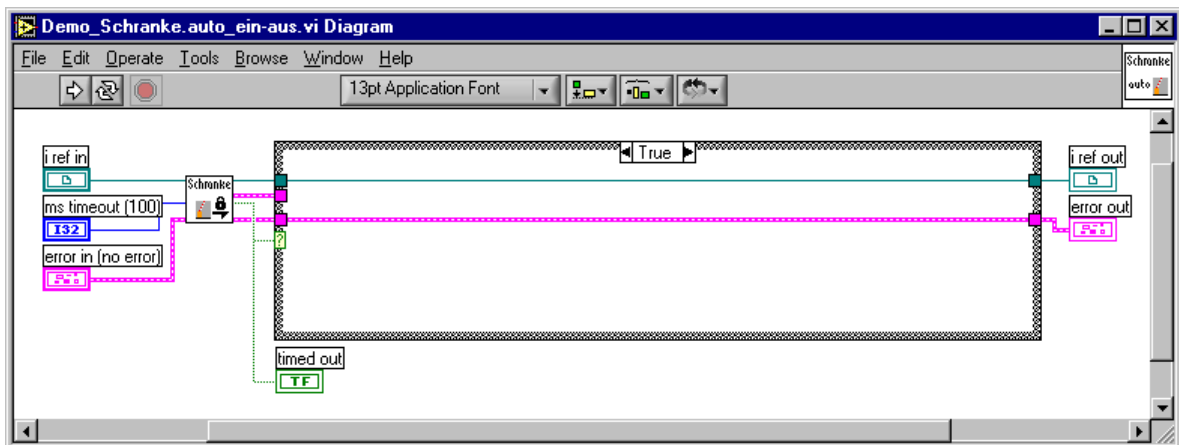 Demo_Schranke.auto_ein-aus.vi Diagram
File Edit Operate Tools Browse Window Help
Schranke
auto
13pt Application Font
True
i ref in
i ref out
Schranke
ms timeout (100)
error out
I32
error in (no error)
?
timed out
TF